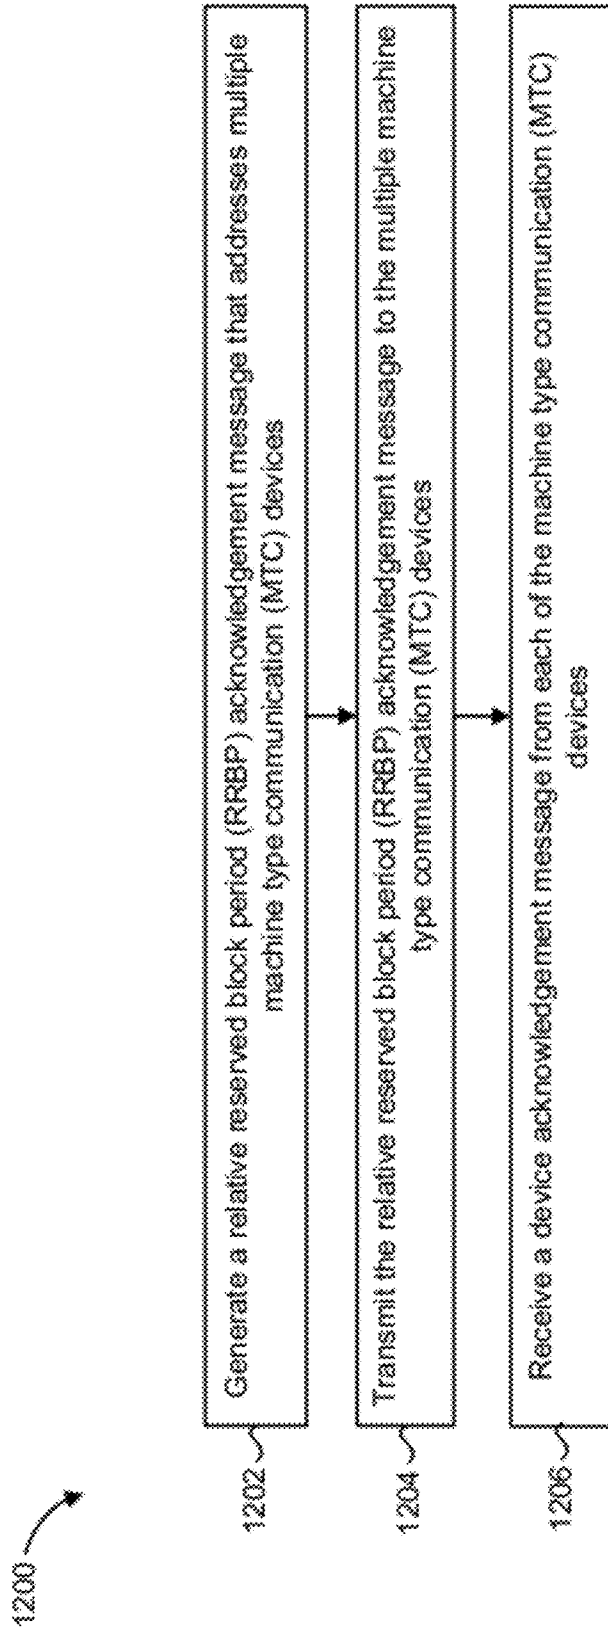 1200
1202
Generate a relative reserved block period (RRBP) acknowledgement message that addresses multiple
machine type communication (MTC) devices
1204
Transmit the relative reserved block period (RRBP) acknowledgement message to the multiple machine
type communication (MTC) devices
1206
Receive a device acknowledgement message from each of the machine type communication (MTC)
devices